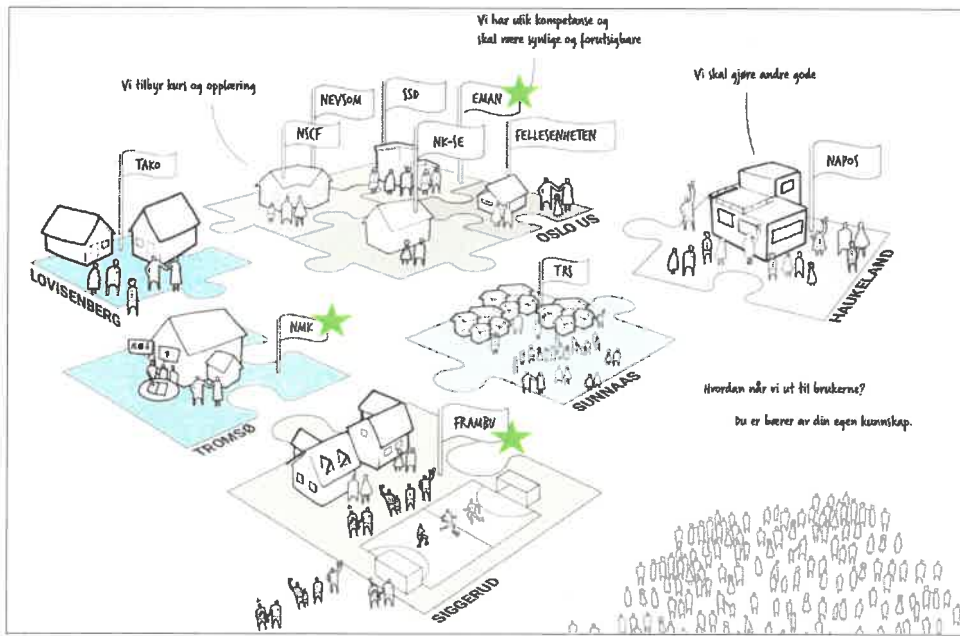 Vi har ulik kompetanse og
skal være synlige og forutsigbare
Vi tilbyr kurs og opplæring
Vi skal gjøre andre gode
NEVSOM
SSD
EMAN
NSCF
NK-SE
FELLESENHETEN
TAKO
NAPOS
OSLO US
LOVISENBERG
TRS
HAUKELAND
NMK
SUNNAAS
TROMSØ
Hvordan når vi ut til brukerne?
Du er bærer av din egen kunnskap.
FRAMBU
SIGGERUD